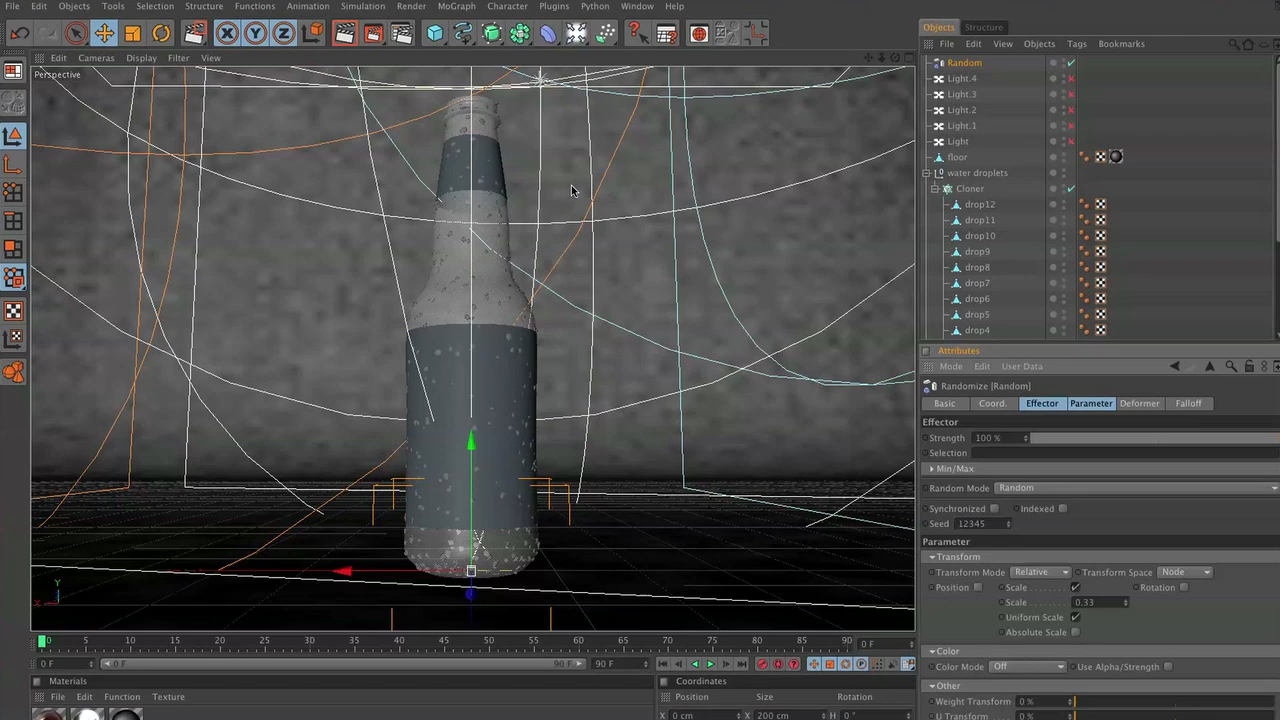 File Edit Objects Tools Selection Structure Functions Animation Simulation Render MoGraph Character Plugins Python Window Help
X Y Z
Objects Structure
Edit Cameras Display Filter View
File Edit View Objects Tags Bookmarks
Perspective
Random
Light.4
Light.3
Light.2
Light.1
Light
floor
water droplets
Cloner
drop12
drop11
drop10
drop9
drop8
drop7
drop6
drop5
drop4
Attributes
Mode Edit User Data
Randomize [Random]
Basic Coord. Effector Parameter Deformer Falloff
Effector
Strength 100 %
Selection
Min/Max
Random Mode Random
Synchronized Indexed
Seed 12345
Parameter
Transform
Transform Mode Relative Transform Space Node
Position Scale Rotation
Scale 0.33
Uniform Scale
Absolute Scale
Color
Color Mode Off Use Alpha/Strength
Other
Weight Transform 0 %
U Transform 0 %
Y
X
0 5 10 15 20 25 30 35 40 45 50 55 60 65 70 75 80 85 90 0 F
0 F 0 F 90 F 90 F
Materials
File Edit Function Texture
Coordinates
Position Size Rotation
X 0 cm X 200 cm H 0 °